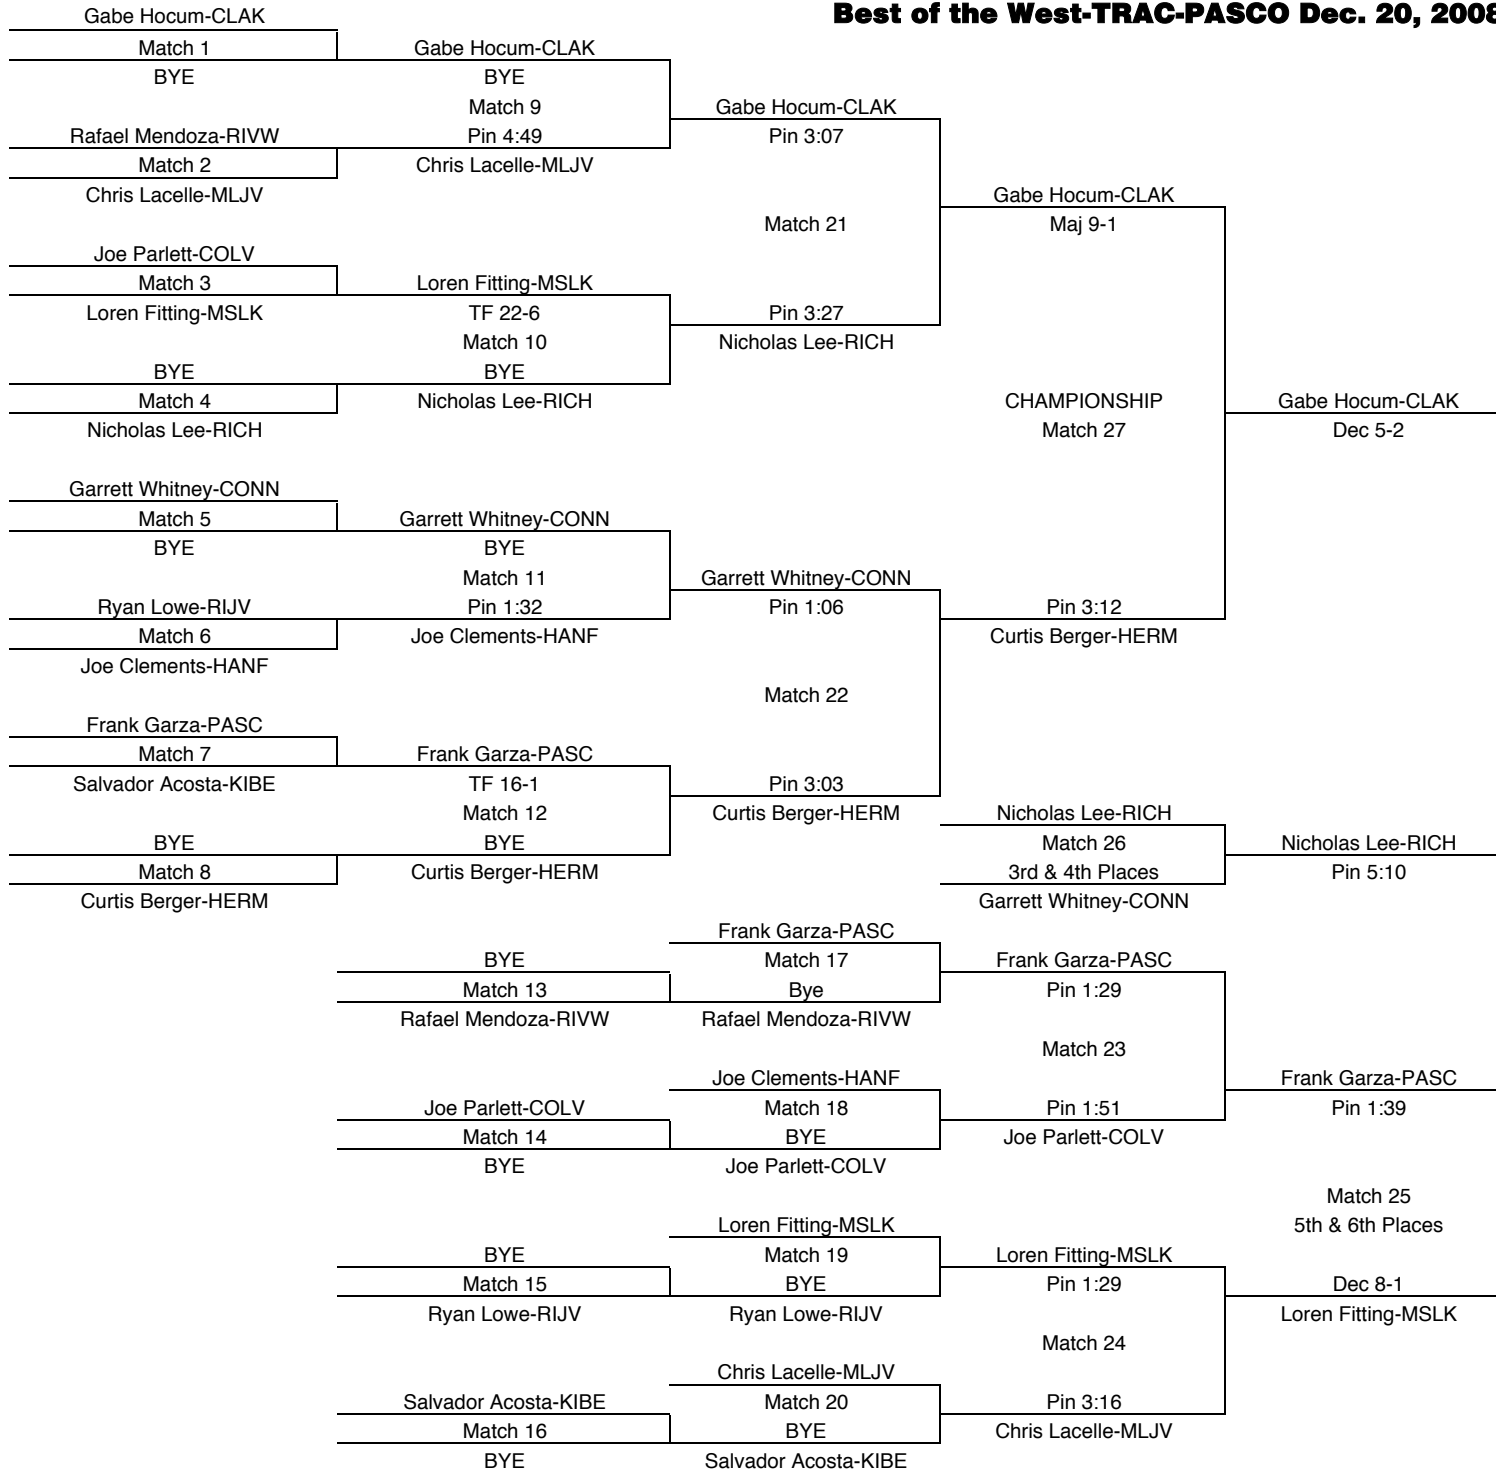 Best of the West-TRAC-PASCO Dec. 20, 2008
Gabe Hocum-CLAK
Match 1
BYE
Rafael Mendoza-RIVW
Match 2
Chris Lacelle-MLJV
Joe Parlett-COLV
Match 3
Loren Fitting-MSLK
BYE
Match 4
Nicholas Lee-RICH
Garrett Whitney-CONN
Match 5
BYE
Ryan Lowe-RIJV
Match 6
Joe Clements-HANF
Frank Garza-PASC
Match 7
Salvador Acosta-KIBE
BYE
Match 8
Curtis Berger-HERM
Gabe Hocum-CLAK
BYE
Match 9
Pin 4:49
Chris Lacelle-MLJV
Loren Fitting-MSLK
TF 22-6
Match 10
BYE
Nicholas Lee-RICH
Garrett Whitney-CONN
BYE
Match 11
Pin 1:32
Joe Clements-HANF
Frank Garza-PASC
TF 16-1
Match 12
BYE
Curtis Berger-HERM
Gabe Hocum-CLAK
Pin 3:07
Match 21
Pin 3:27
Nicholas Lee-RICH
Garrett Whitney-CONN
Pin 1:06
Match 22
Pin 3:03
Curtis Berger-HERM
Gabe Hocum-CLAK
Maj 9-1
CHAMPIONSHIP
Match 27
Pin 3:12
Curtis Berger-HERM
Gabe Hocum-CLAK
Dec 5-2
Nicholas Lee-RICH
Match 26
3rd & 4th Places
Garrett Whitney-CONN
Nicholas Lee-RICH
Pin 5:10
BYE
Match 13
Rafael Mendoza-RIVW
Joe Parlett-COLV
Match 14
BYE
BYE
Match 15
Ryan Lowe-RIJV
Salvador Acosta-KIBE
Match 16
BYE
Frank Garza-PASC
Match 17
Bye
Rafael Mendoza-RIVW
Joe Clements-HANF
Match 18
BYE
Joe Parlett-COLV
Loren Fitting-MSLK
Match 19
BYE
Ryan Lowe-RIJV
Chris Lacelle-MLJV
Match 20
BYE
Salvador Acosta-KIBE
Frank Garza-PASC
Pin 1:29
Match 23
Pin 1:51
Joe Parlett-COLV
Loren Fitting-MSLK
Pin 1:29
Match 24
Pin 3:16
Chris Lacelle-MLJV
Frank Garza-PASC
Pin 1:39
Match 25
5th & 6th Places
Dec 8-1
Loren Fitting-MSLK